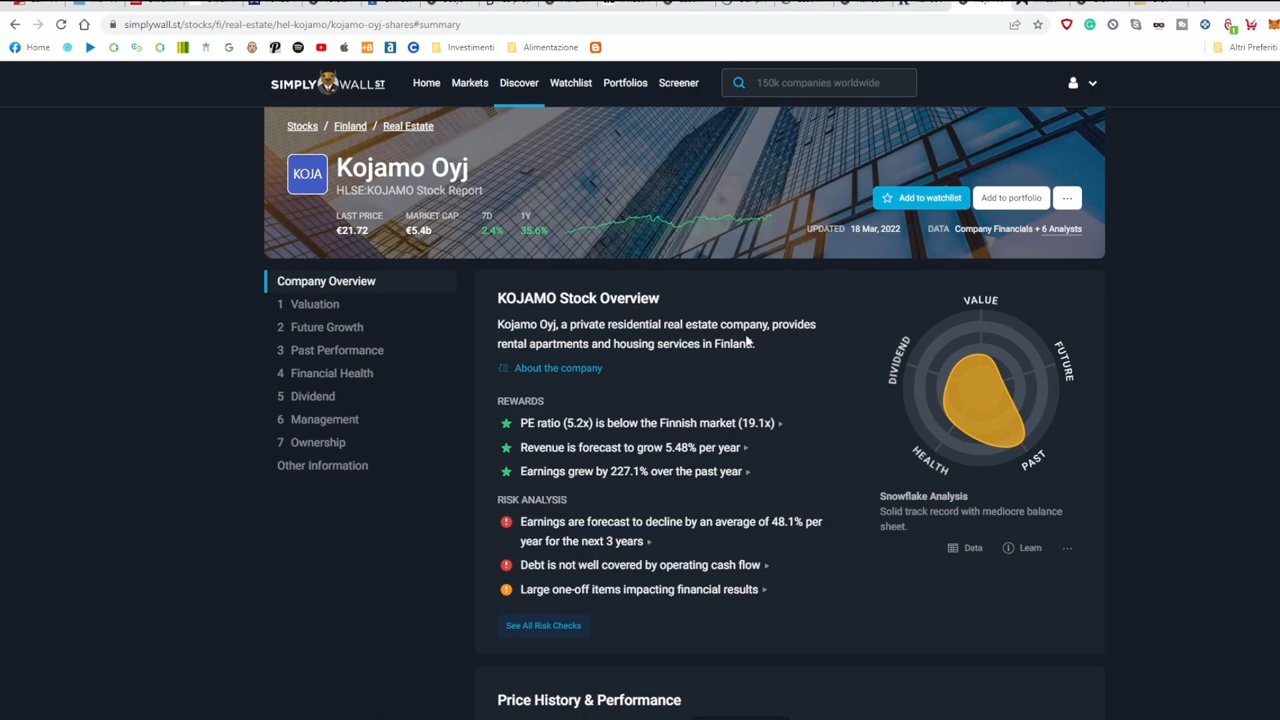 simplywall.st/stocks/fi/real-estate/hel-kojamo/kojamo-oyj-shares#summary
Home
Investimenti
Alimentazione
Altri Preferiti
SIMPLY WALL ST
Home Markets Discover Watchlist Portfolios Screener
150k companies worldwide
Stocks / Finland / Real Estate
KOJA
Kojamo Oyj
HLSE:KOJAMO Stock Report
Add to watchlist
Add to portfolio
LAST PRICE MARKET CAP 7D 1Y
€21.72 €5.4b 2.4% 35.6%
UPDATED 18 Mar, 2022 DATA Company Financials + 6 Analysts
Company Overview
1 Valuation
2 Future Growth
3 Past Performance
4 Financial Health
5 Dividend
6 Management
7 Ownership
Other Information
KOJAMO Stock Overview
Kojamo Oyj, a private residential real estate company, provides
rental apartments and housing services in Finland.
About the company
REWARDS
PE ratio (5.2x) is below the Finnish market (19.1x)
Revenue is forecast to grow 5.48% per year
Earnings grew by 227.1% over the past year
RISK ANALYSIS
Earnings are forecast to decline by an average of 48.1% per
year for the next 3 years
Debt is not well covered by operating cash flow
Large one-off items impacting financial results
See All Risk Checks
VALUE
FUTURE
PAST
HEALTH
DIVIDEND
Snowflake Analysis
Solid track record with mediocre balance
sheet.
Data
Learn
Price History & Performance